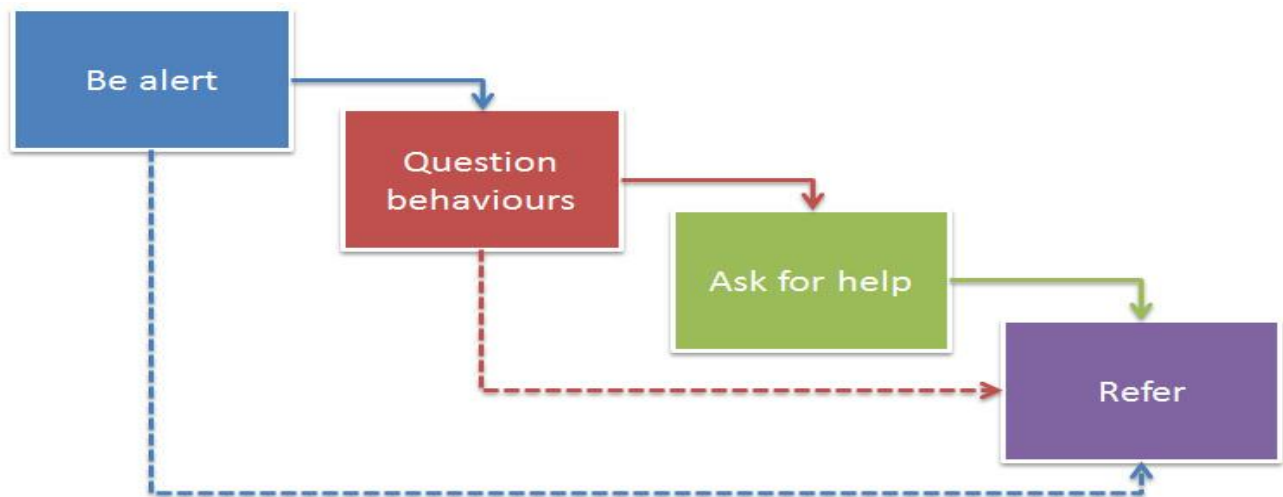 Be alert
Question
behaviours
Ask for help
Refer